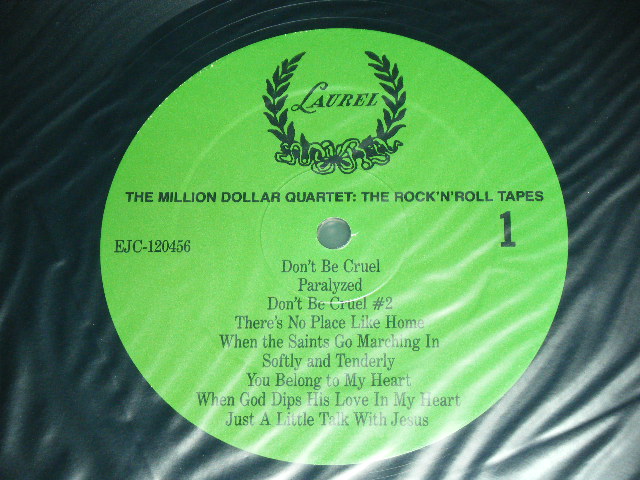 LAUREL
THE MILLION DOLLAR QUARTET: THE ROCK'N'ROLL TAPES
1
EJC-120456
Don't Be Cruel
Paralyzed
Don't Be Cruel #2
There's No Place Like Home
When the Saints Go Marching In
Softly and Tenderly
You Belong to My Heart
When God Dips His Love In My Heart
Just A Little Talk With Jesus